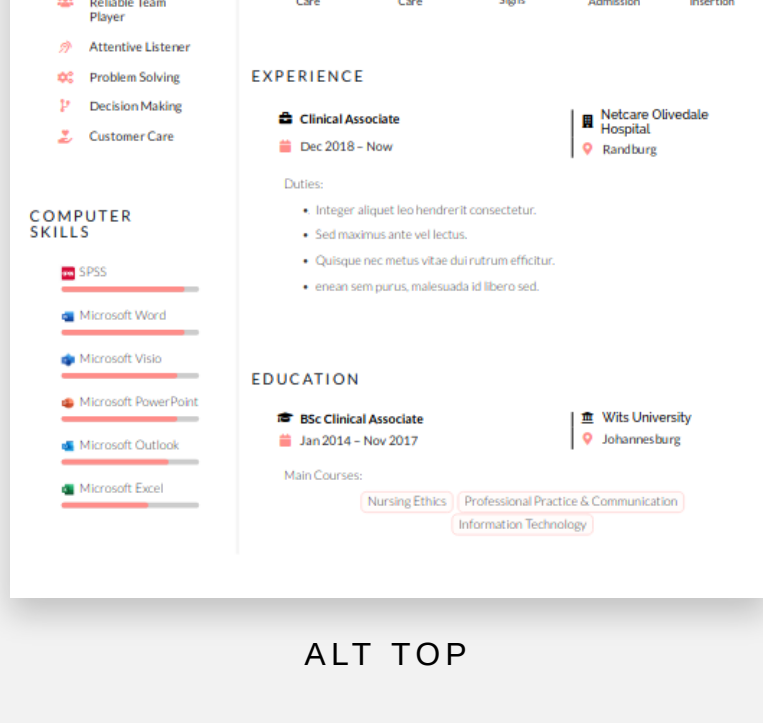 Reliable Team
Player
Attentive Listener
Problem Solving
Decision Making
Customer Care
COMPUTER
SKILLS
SPSS
Microsoft Word
Microsoft Visio
Microsoft PowerPoint
Microsoft Outlook
Microsoft Excel
Care
Care
Signs
Admission
Insertion
EXPERIENCE
Clinical Associate
Dec 2018 – Now
Netcare Olivedale
Hospital
Randburg
Duties:
• Integer aliquet leo hendrerit consectetur.
• Sed maximus ante vel lectus.
• Quisque nec metus vitae dui rutrum efficitur.
• enean sem purus, malesuada id libero sed.
EDUCATION
BSc Clinical Associate
Jan 2014 – Nov 2017
Wits University
Johannesburg
Main Courses:
Nursing Ethics Professional Practice & Communication
Information Technology
ALT TOP